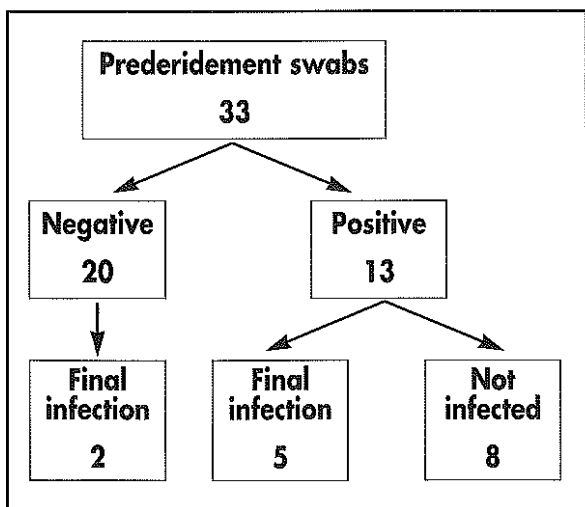 Prederidement swabs
33
Negative
20
Positive
13
Final
infection
2
Final
infection
5
Not
infected
8